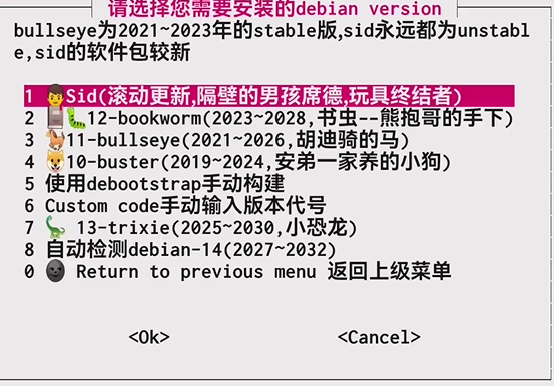 请选择您需要安装的debian version
bullseye为2021~2023年的stable版,sid永远都为unstabl
e,sid的软件包较新
1 👨Sid(滚动更新,隔壁的男孩席德,玩具终结者)
2 📓🐛12-bookworm(2023~2028,书虫--熊抱哥的手下)
3 🐎11-bullseye(2021~2026,胡迪骑的马)
4 🐶10-buster(2019~2024,安弟一家养的小狗)
5 使用debootstrap手动构建
6 Custom code手动输入版本代号
7 🦕 13-trixie(2025~2030,小恐龙)
8 自动检测debian-14(2027~2032)
0 🌚 Return to previous menu 返回上级菜单
<Ok> <Cancel>